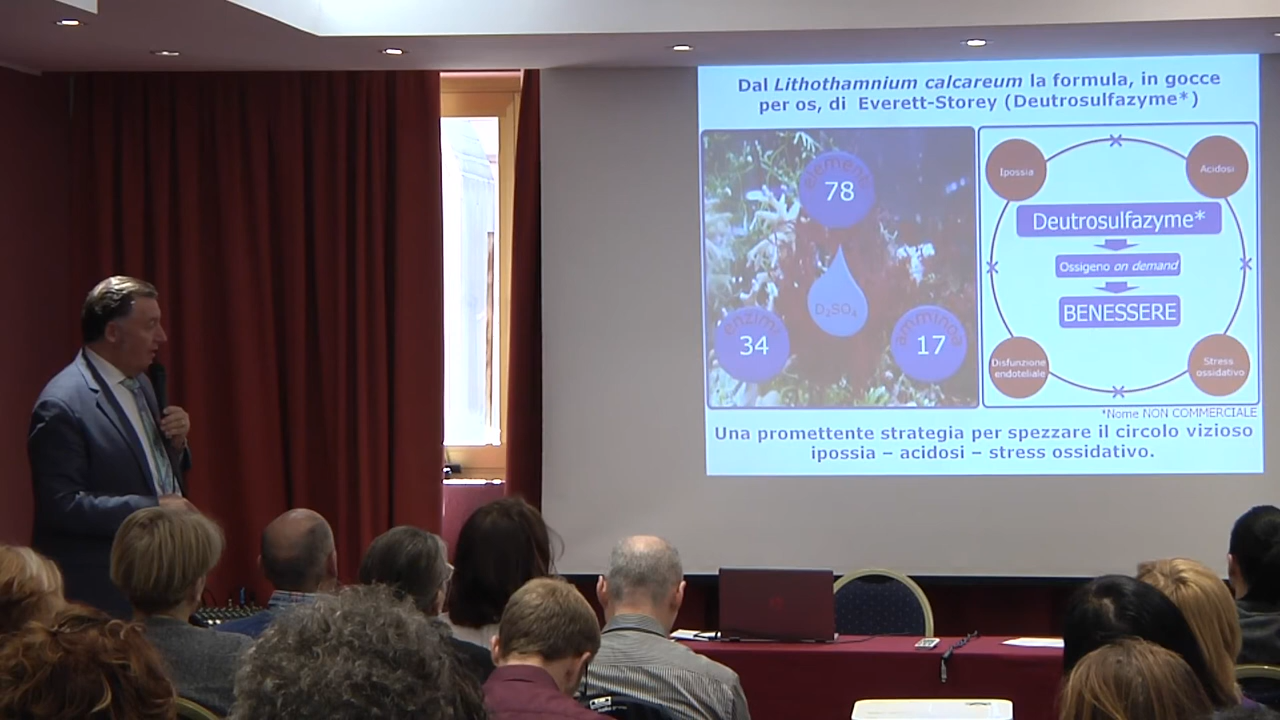 Dal Lithothamnium calcareum la formula, in gocce
per os, di Everett-Storey (Deutrosulfazyme*)
elementi
78
D₂SO₄
enzimi
34
17
Ipossia
Acidosi
Deutrosulfazyme*
Ossigeno on demand
BENESSERE
Disfunzione
endoteliale
Stress
ossidativo
*Nome NON COMMERCIALE
Una promettente strategia per spezzare il circolo vizioso
ipossia – acidosi – stress ossidativo.